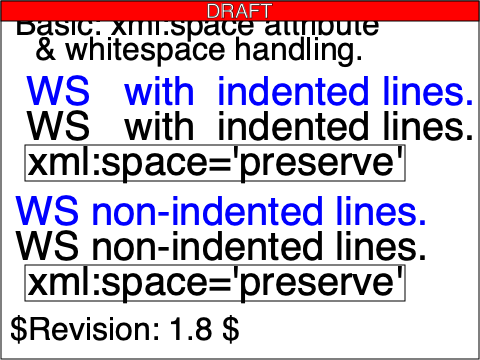 DRAFT
Basic: xml:space attribute
& whitespace handling.
WS   with  indented lines.
WS   with  indented lines.
xml:space='preserve'
WS non-indented lines.
WS non-indented lines.
xml:space='preserve'
$Revision: 1.8 $